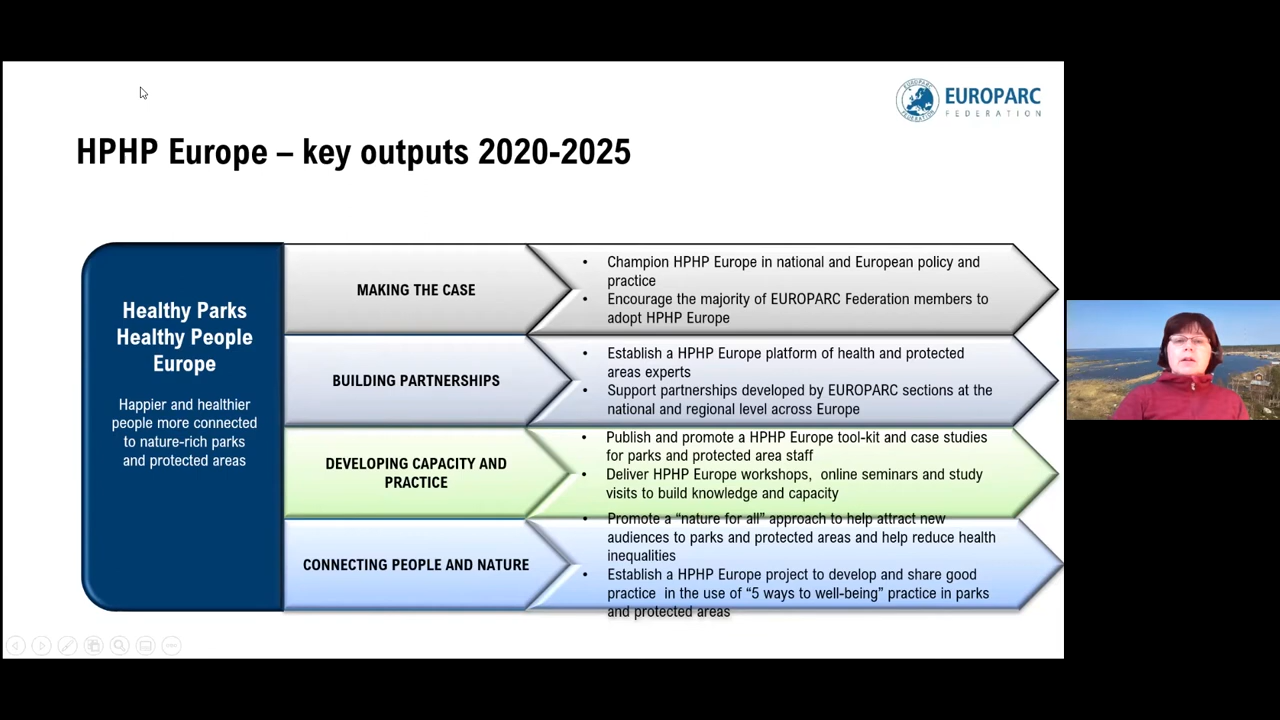 EUROPARC
FEDERATION
HPHP Europe – key outputs 2020-2025
Healthy Parks
Healthy People
Europe
Happier and healthier
people more connected
to nature-rich parks
and protected areas
MAKING THE CASE
• Champion HPHP Europe in national and European policy and
practice
• Encourage the majority of EUROPARC Federation members to
adopt HPHP Europe
BUILDING PARTNERSHIPS
• Establish a HPHP Europe platform of health and protected
areas experts
• Support partnerships developed by EUROPARC sections at the
national and regional level across Europe
DEVELOPING CAPACITY AND
PRACTICE
• Publish and promote a HPHP Europe tool-kit and case studies
for parks and protected area staff
• Deliver HPHP Europe workshops,  online seminars and study
visits to build knowledge and capacity
CONNECTING PEOPLE AND NATURE
• Promote a “nature for all” approach to help attract new
audiences to parks and protected areas and help reduce health
inequalities
• Establish a HPHP Europe project to develop and share good
practice  in the use of “5 ways to well-being” practice in parks
and protected areas